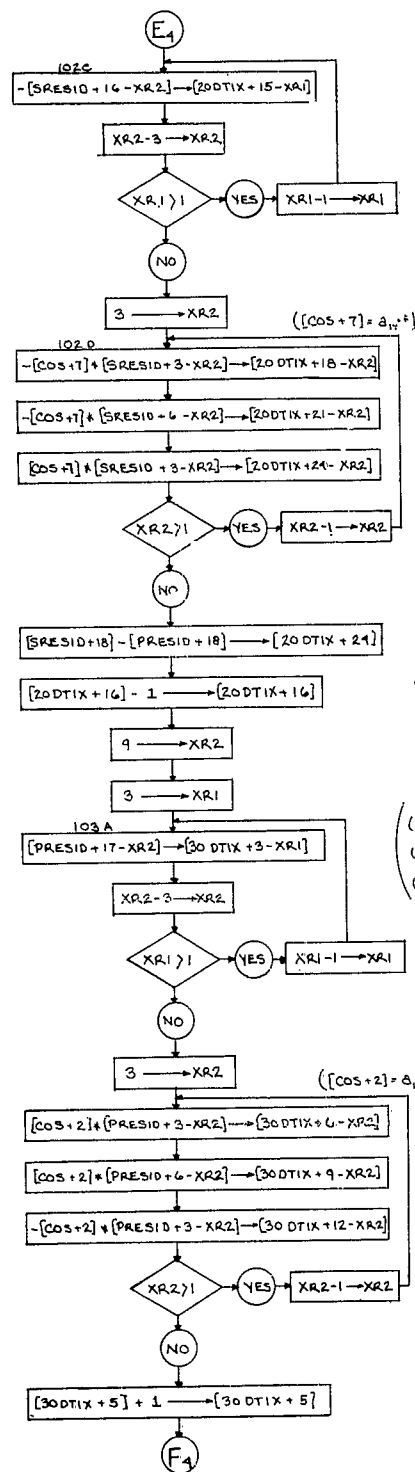 E4
102C
-[SRESID+16-XR2]→[20DTIX+15-XR1]
XR2-3→XR2
XR1>1
YES
XR1-1→XR1
NO
3→XR2
([COS+7]=
102D
-[COS+7]*[SRESID+3-XR2]→[20DTIX+18-XR2]
-[COS+7]*[SRESID+6-XR2]→[20DTIX+21-XR2]
[COS+7]*[SRESID+3-XR2]→[20DTIX+24-XR2]
XR2>1
YES
XR2-1→XR2
NO
[SRESID+18]-[PRESID+18]→[20DTIX+24]
[20DTIX+16]-1→[20DTIX+16]
9→XR2
3→XR1
103A
[PRESID+17-XR2]→[30DTIX+3-XR1]
XR2-3→XR2
XR1>1
YES
XR1-1→XR1
NO
3→XR2
([COS+2]=
[COS+2]*[PRESID+3-XR2]→[30DTIX+6-XR2]
[COS+2]*[PRESID+6-XR2]→[30DTIX+9-XR2]
-[COS+2]*[PRESID+3-XR2]→[30DTIX+12-XR2]
XR2>1
YES
XR2-1→XR2
NO
[30DTIX+5]+1→[30DTIX+5]
F4